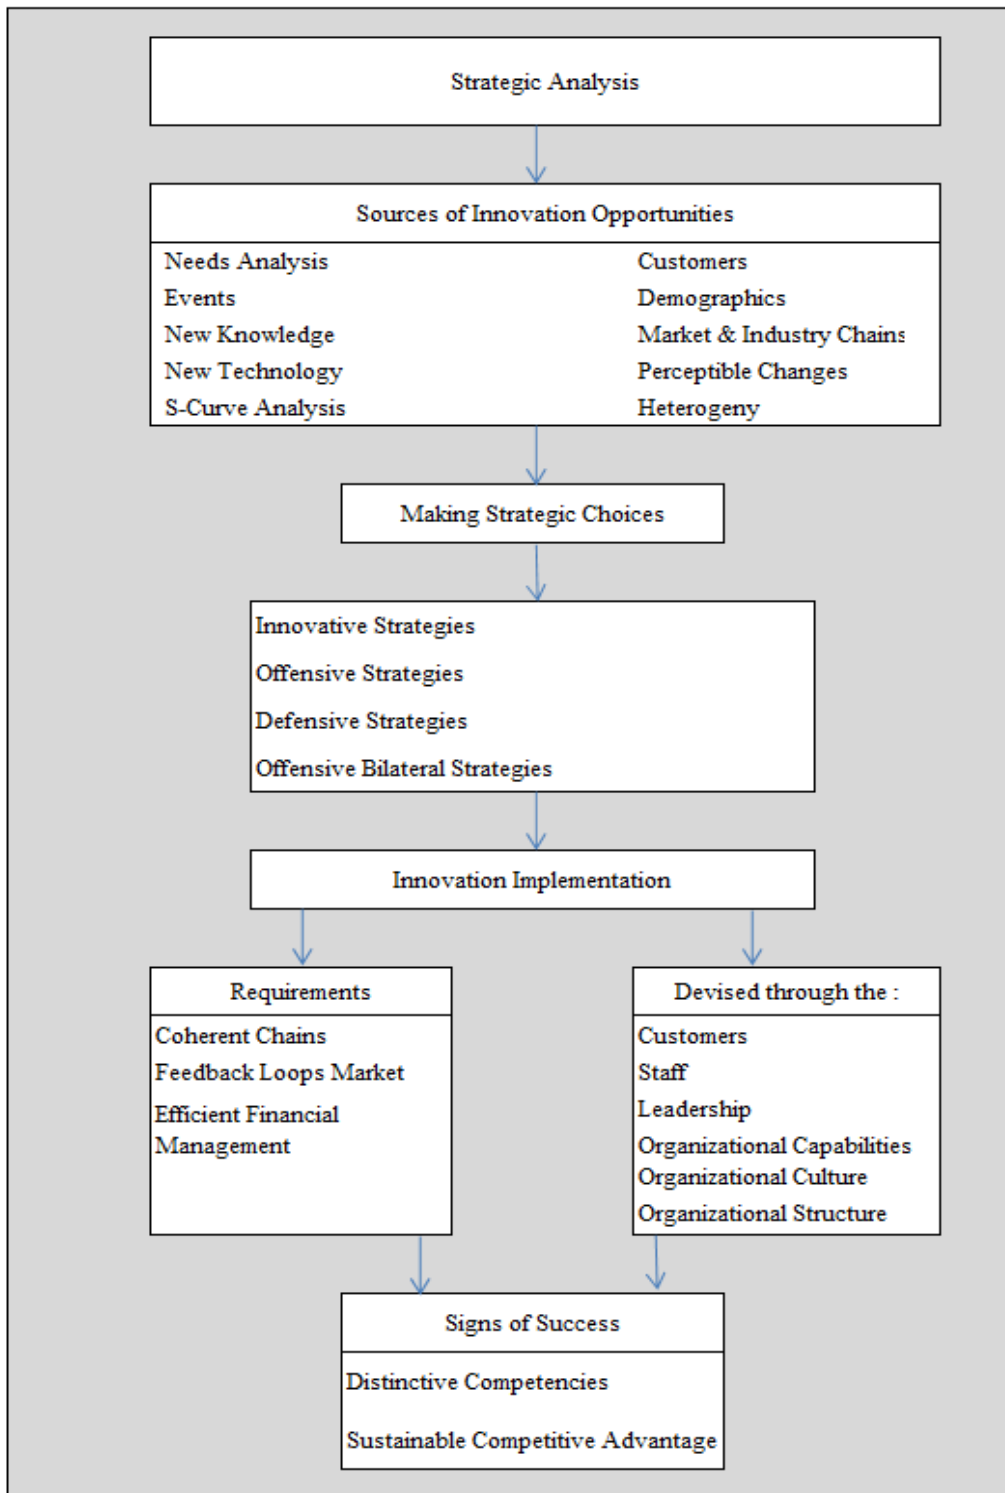 Strategic Analysis
Sources of Innovation Opportunities
Needs Analysis
Events
New Knowledge
New Technology
S-Curve Analysis
Customers
Demographics
Market & Industry Chains
Perceptible Changes
Heterogeny
Making Strategic Choices
Innovative Strategies
Offensive Strategies
Defensive Strategies
Offensive Bilateral Strategies
Innovation Implementation
Requirements
Coherent Chains
Feedback Loops Market
Efficient Financial
Management
Devised through the :
Customers
Staff
Leadership
Organizational Capabilities
Organizational Culture
Organizational Structure
Signs of Success
Distinctive Competencies
Sustainable Competitive Advantage